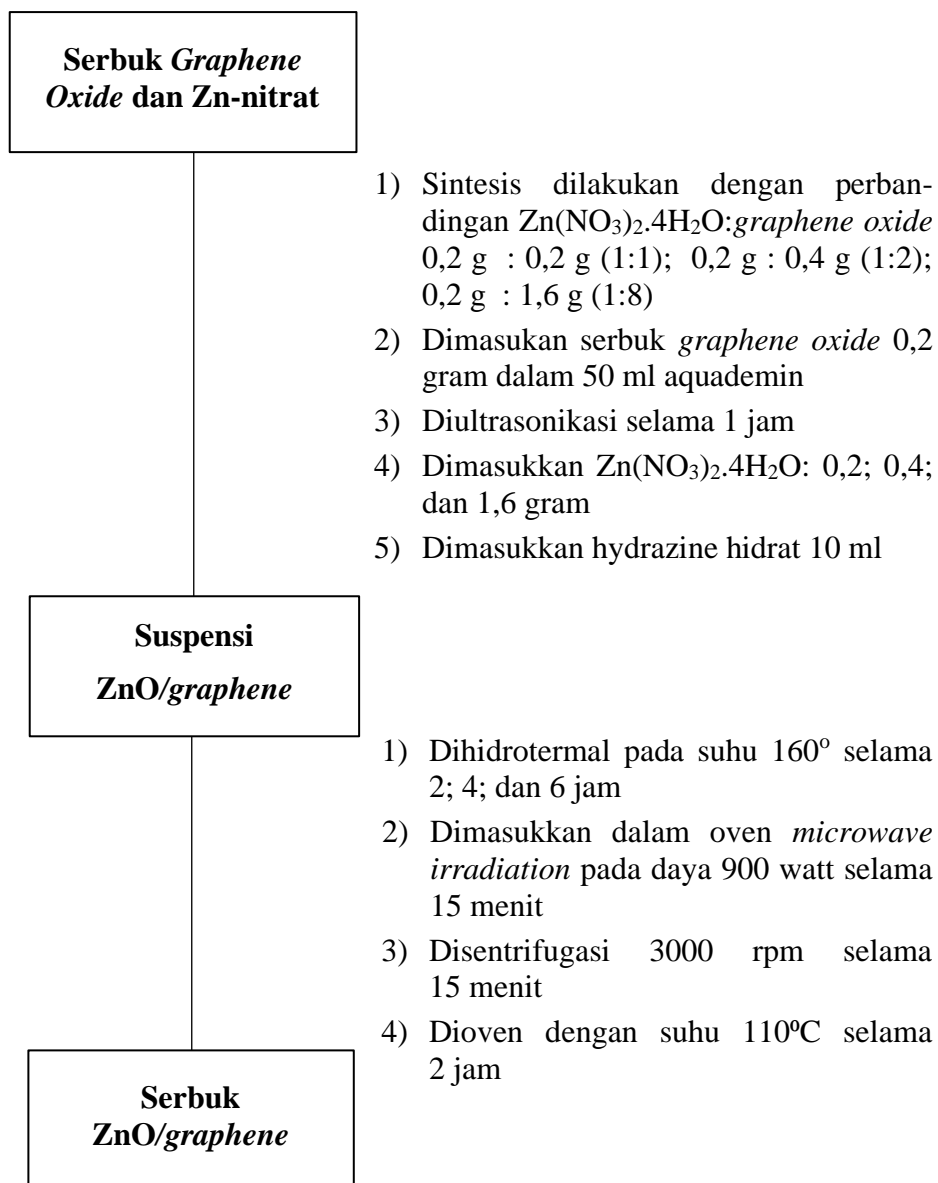 Serbuk Graphene
Oxide dan Zn-nitrat
1) Sintesis dilakukan dengan perban-
dingan Zn(NO₃)₂.4H₂O:graphene oxide
0,2 g : 0,2 g (1:1); 0,2 g : 0,4 g (1:2);
0,2 g : 1,6 g (1:8)
2) Dimasukan serbuk graphene oxide 0,2
gram dalam 50 ml aquademin
3) Diultrasonikasi selama 1 jam
4) Dimasukkan Zn(NO₃)₂.4H₂O: 0,2; 0,4;
dan 1,6 gram
5) Dimasukkan hydrazine hidrat 10 ml
Suspensi
ZnO/graphene
1) Dihidrotermal pada suhu 160° selama
2; 4; dan 6 jam
2) Dimasukkan dalam oven microwave
irradiation pada daya 900 watt selama
15 menit
3) Disentrifugasi 3000 rpm selama
15 menit
4) Dioven dengan suhu 110⁰C selama
2 jam
Serbuk
ZnO/graphene